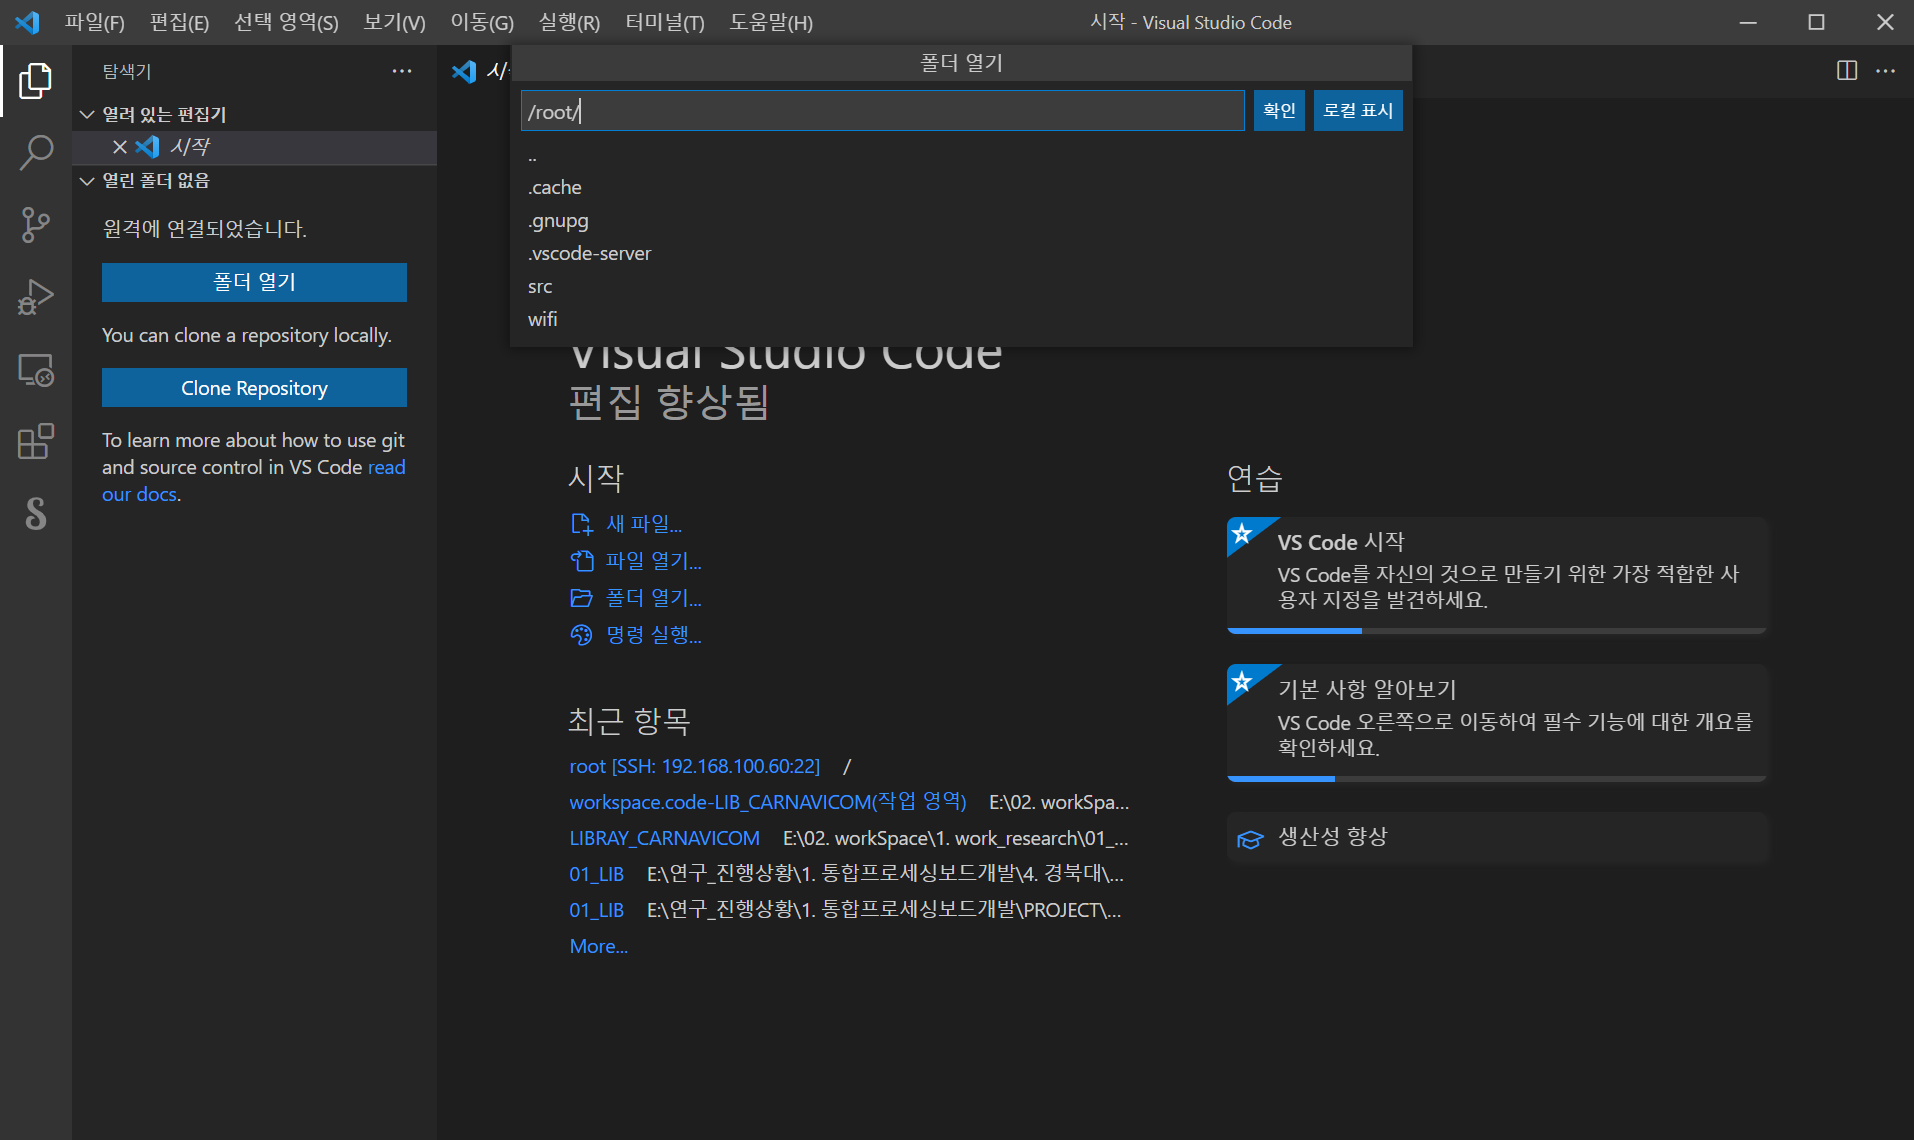 파일(F) 편집(E) 선택 영역(S) 보기(V) 이동(G) 실행(R) 터미널(T) 도움말(H) 시작 - Visual Studio Code
탐색기
열려 있는 편집기
시작
열린 폴더 없음
원격에 연결되었습니다.
폴더 열기
You can clone a repository locally.
Clone Repository
To learn more about how to use git
and source control in VS Code read
our docs.
폴더 열기
/root/ 확인 로컬 표시
..
.cache
.gnupg
.vscode-server
src
wifi
Visual Studio Code
편집 향상됨
시작
새 파일...
파일 열기...
폴더 열기...
명령 실행...
최근 항목
root [SSH: 192.168.100.60:22] /
workspace.code-LIB_CARNAVICOM(작업 영역) E:\02. workSpa...
LIBRAY_CARNAVICOM E:\02. workSpace\1. work_research\01_...
01_LIB E:\연구_진행상황\1. 통합프로세싱보드개발\4. 경북대\...
01_LIB E:\연구_진행상황\1. 통합프로세싱보드개발\PROJECT\...
More...
연습
VS Code 시작
VS Code를 자신의 것으로 만들기 위한 가장 적합한 사
용자 지정을 발견하세요.
기본 사항 알아보기
VS Code 오른쪽으로 이동하여 필수 기능에 대한 개요를
확인하세요.
생산성 향상